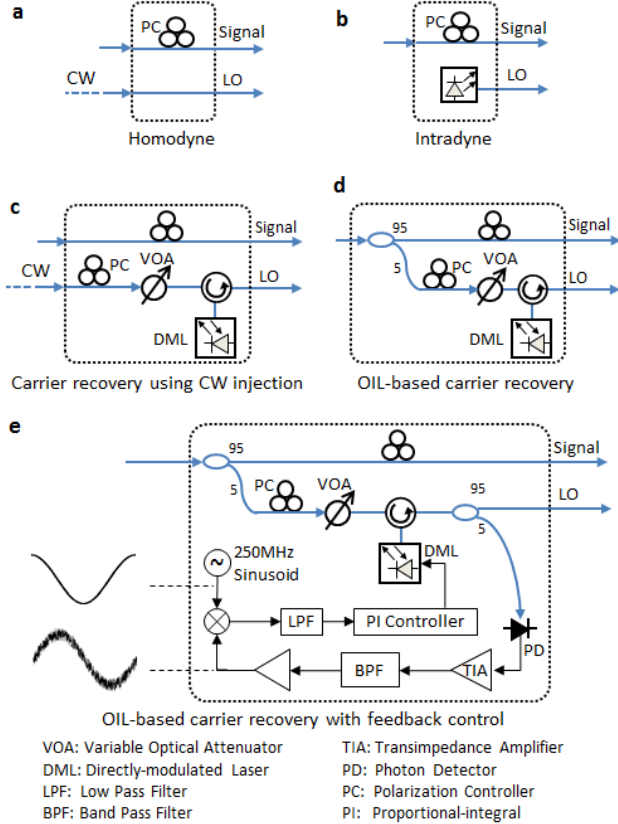 a
PC
Signal
CW
LO
Homodyne
b
PC
Signal
LO
Intradyne
c
Signal
CW
PC
VOA
LO
DML
Carrier recovery using CW injection
d
95
Signal
5
PC
VOA
LO
DML
OIL-based carrier recovery
e
95
Signal
5
PC
VOA
95
LO
5
DML
~
250MHz
Sinusoid
LPF
PI Controller
PD
BPF
TIA
OIL-based carrier recovery with feedback control
VOA: Variable Optical Attenuator
DML: Directly-modulated Laser
LPF: Low Pass Filter
BPF: Band Pass Filter
TIA: Transimpedance Amplifier
PD: Photon Detector
PC: Polarization Controller
PI: Proportional-integral